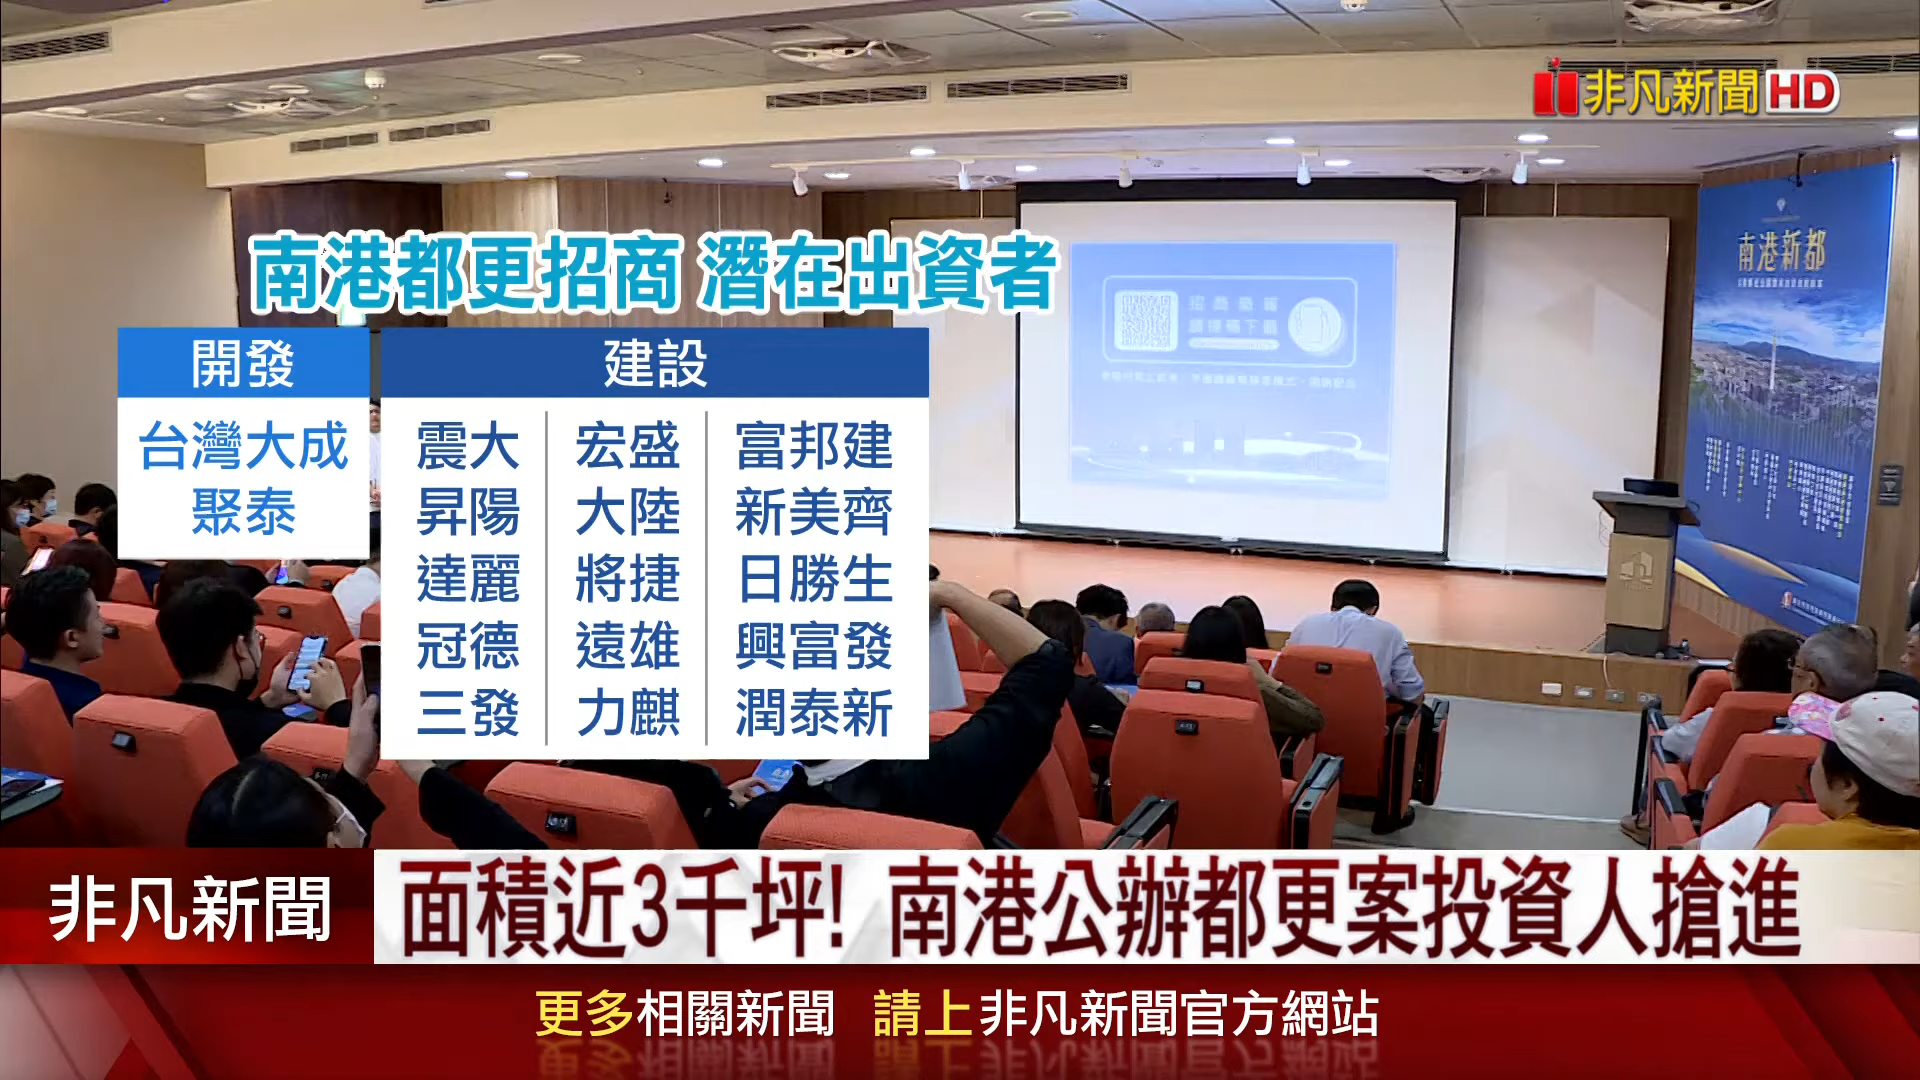 非凡新聞HD
南港都更招商 潛在出資者
開發
台灣大成
聚泰
建設
震大 宏盛 富邦建
昇陽 大陸 新美齊
達麗 將捷 日勝生
冠德 遠雄 興富發
三發 力麒 潤泰新
南港新都
非凡新聞
面積近3千坪! 南港公辦都更案投資人搶進
更多相關新聞 請上非凡新聞官方網站